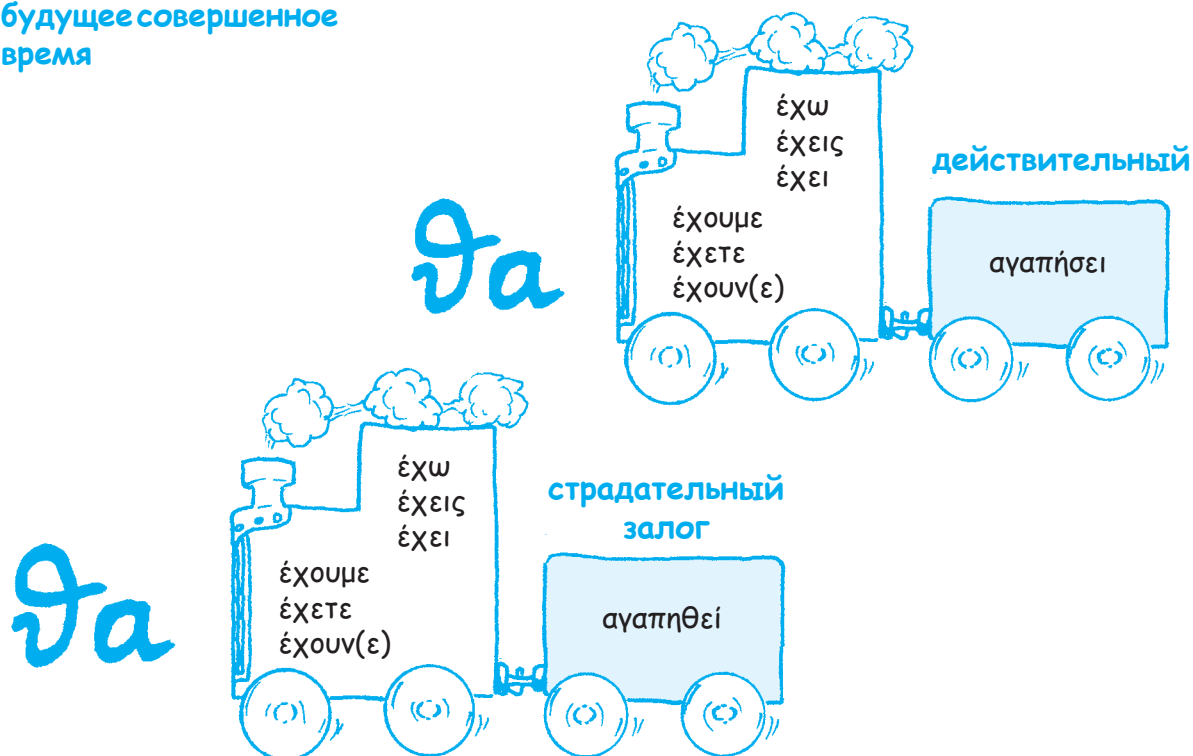 будущее совершенное
время
έχω
έχεις
έχει
действительный
θα
έχουμε
έχετε
έχουν(ε)
αγαπήσει
έχω
έχεις
έχει
страдательный
залог
θα
έχουμε
έχετε
έχουν(ε)
αγαπηθεί